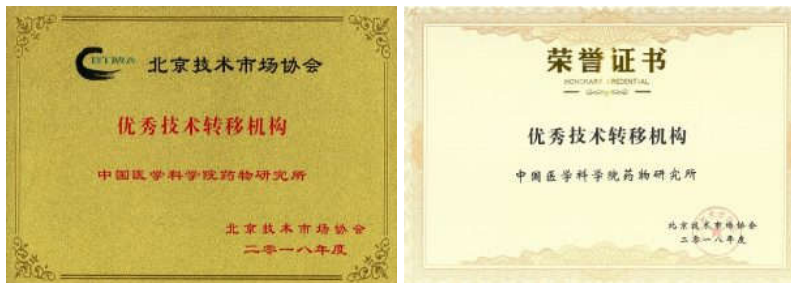 北京技术市场协会
优秀技术转移机构
中国医学科学院药物研究所
北京技术市场协会
二零一八年度
荣誉证书
HONORARY CREDENTIAL
优秀技术转移机构
中国医学科学院药物研究所
北京技术市场协会
二零一八年度